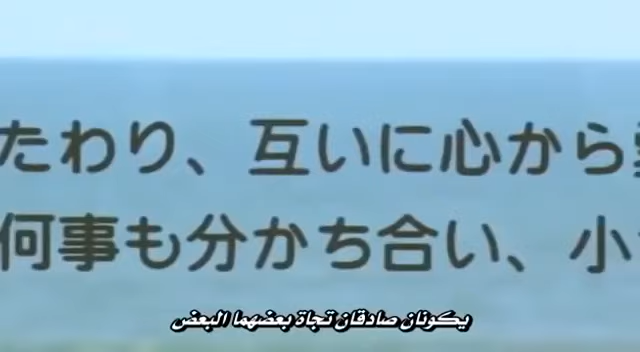 たわり、互いに心から
何事も分かち合い、小
يكونان صادقان تجاة بعضهما البعض